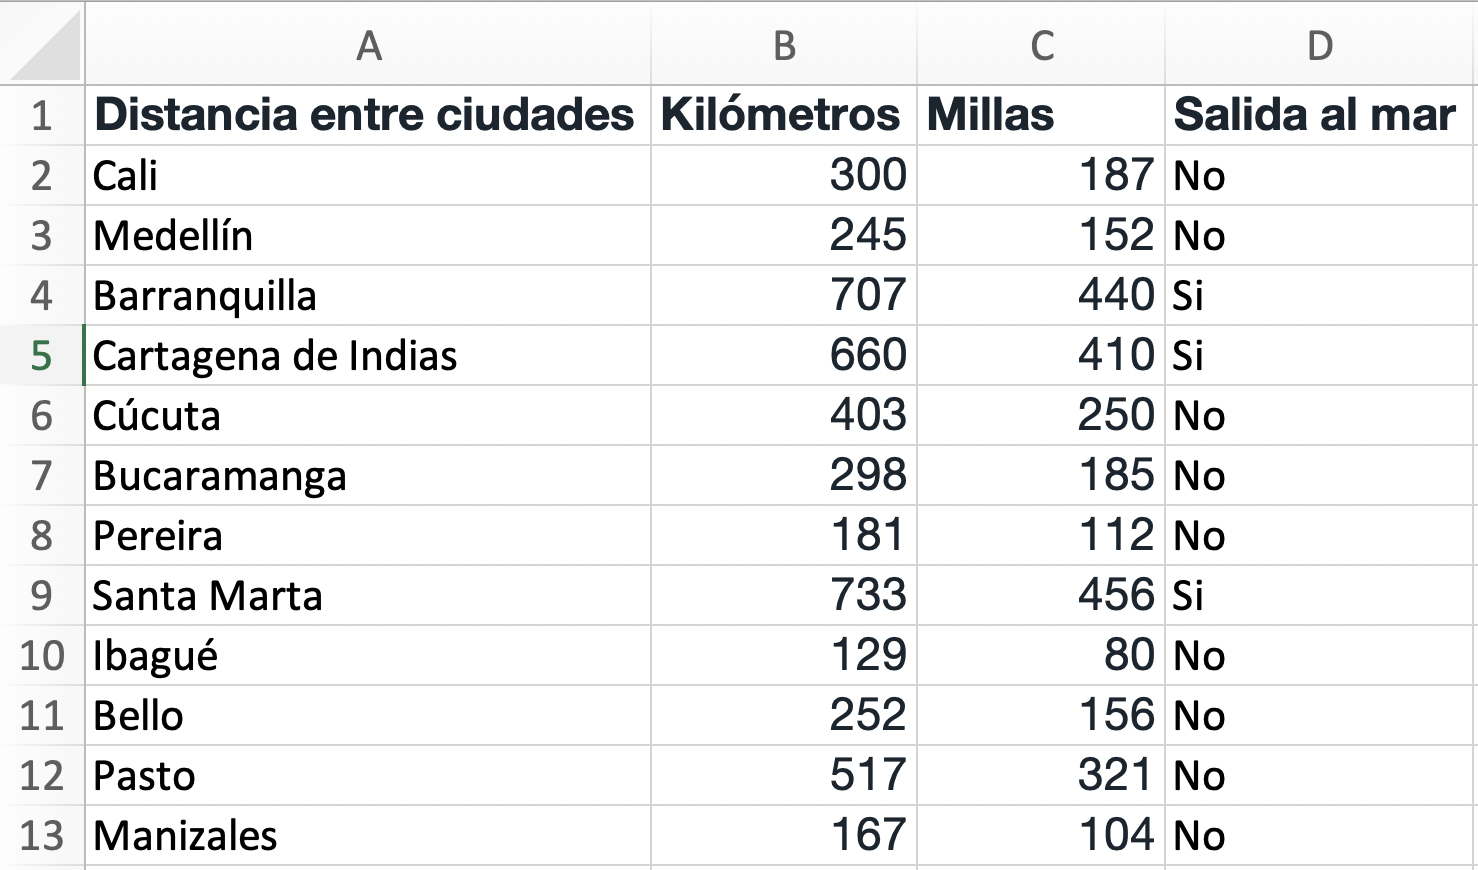 A B C D
1 Distancia entre ciudades Kilómetros Millas Salida al mar
2 Cali 300 187 No
3 Medellín 245 152 No
4 Barranquilla 707 440 Si
5 Cartagena de Indias 660 410 Si
6 Cúcuta 403 250 No
7 Bucaramanga 298 185 No
8 Pereira 181 112 No
9 Santa Marta 733 456 Si
10 Ibagué 129 80 No
11 Bello 252 156 No
12 Pasto 517 321 No
13 Manizales 167 104 No